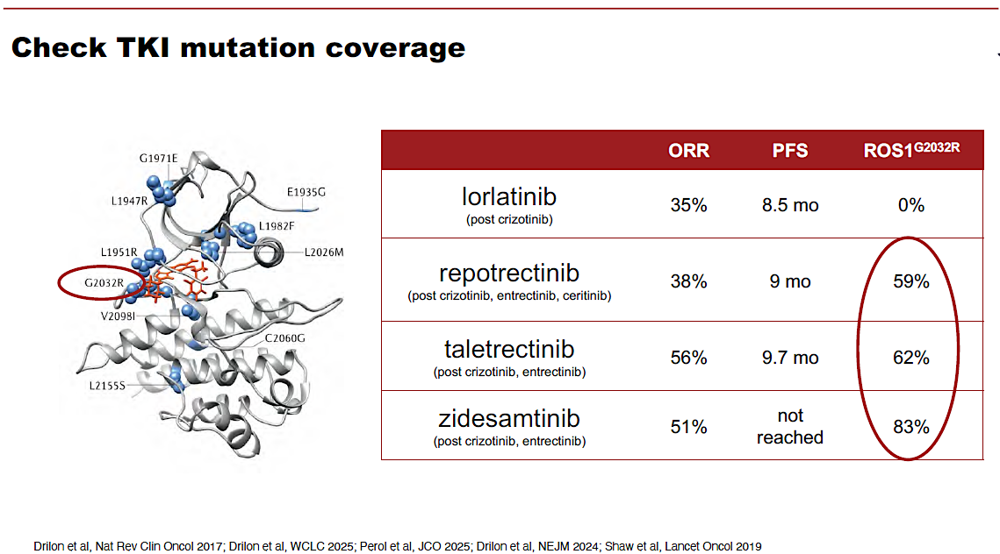 Check TKI mutation coverage
G1971E
E1935G
L1947R
L1982F
L1951R
L2026M
G2032R
V2098I
C2060G
L2155S
ORR PFS ROS1G2032R
lorlatinib
(post crizotinib)
35% 8.5 mo 0%
repotrectinib
(post crizotinib, entrectinib, ceritinib)
38% 9 mo 59%
taletrectinib
(post crizotinib, entrectinib)
56% 9.7 mo 62%
zidesamtinib
(post crizotinib, entrectinib)
51% not
reached 83%
Drilon et al, Nat Rev Clin Oncol 2017; Drilon et al, WCLC 2025; Perol et al, JCO 2025; Drilon et al, NEJM 2024; Shaw et al, Lancet Oncol 2019